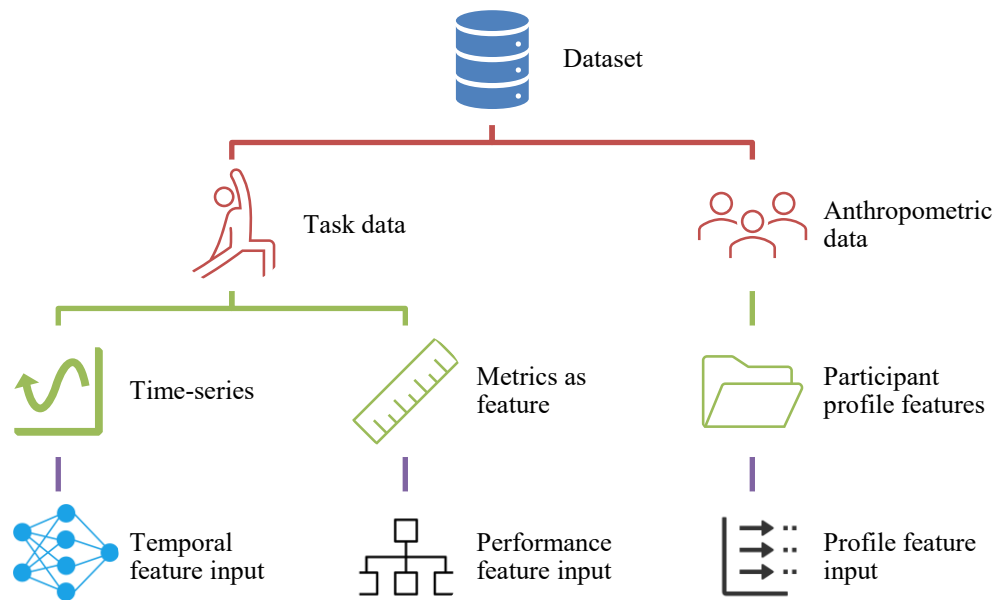 Dataset
Task data
Anthropometric
data
Time-series
Metrics as
feature
Participant
profile features
Temporal
feature input
Performance
feature input
Profile feature
input